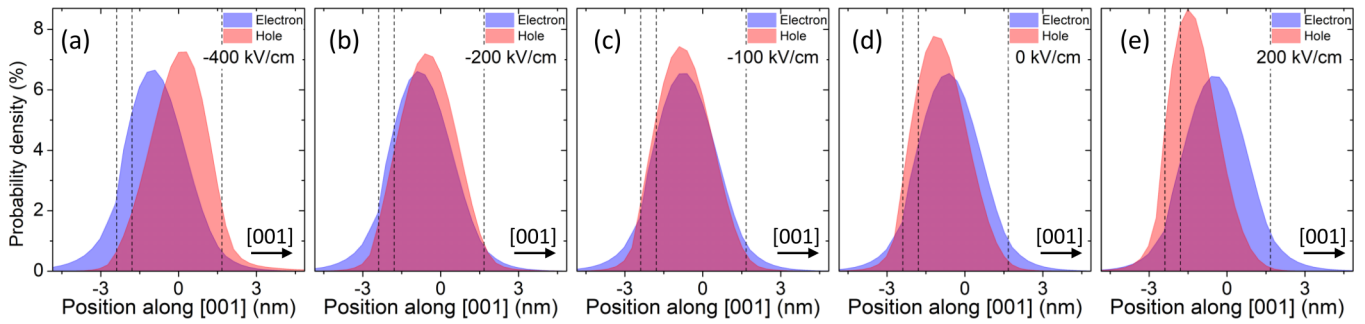 (a)
Electron
Hole
-400 kV/cm
[001]
(b)
Electron
Hole
-200 kV/cm
[001]
(c)
Electron
Hole
-100 kV/cm
[001]
(d)
Electron
Hole
0 kV/cm
[001]
(e)
Electron
Hole
200 kV/cm
[001]
Probability density (%)
8
6
4
2
0
-3 0 3
-3 0 3
-3 0 3
-3 0 3
-3 0 3
Position along [001] (nm)
Position along [001] (nm)
Position along [001] (nm)
Position along [001] (nm)
Position along [001] (nm)